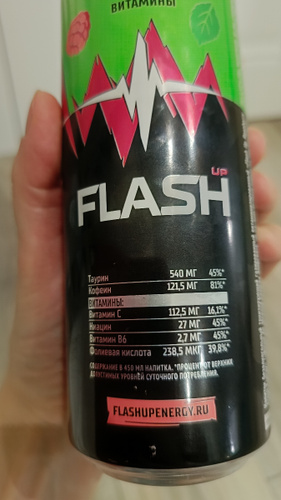 ВИТАМИНЫ
UP
FLASH
Таурин 540 МГ 45%*
Кофеин 121,5 МГ 81%*
ВИТАМИНЫ:
Витамин С 112,5 МГ 16,1%*
Ниацин 27 МГ 45%*
Витамин В6 2,7 МГ 45%*
Фолиевая кислота 238,5 МКГ 39,8%*
СОДЕРЖАНИЕ В 450 МЛ НАПИТКА. *ПРОЦЕНТ ОТ ВЕРХНИХ
ДОПУСТИМЫХ УРОВНЕЙ СУТОЧНОГО ПОТРЕБЛЕНИЯ.
FLASHUPENERGY.RU